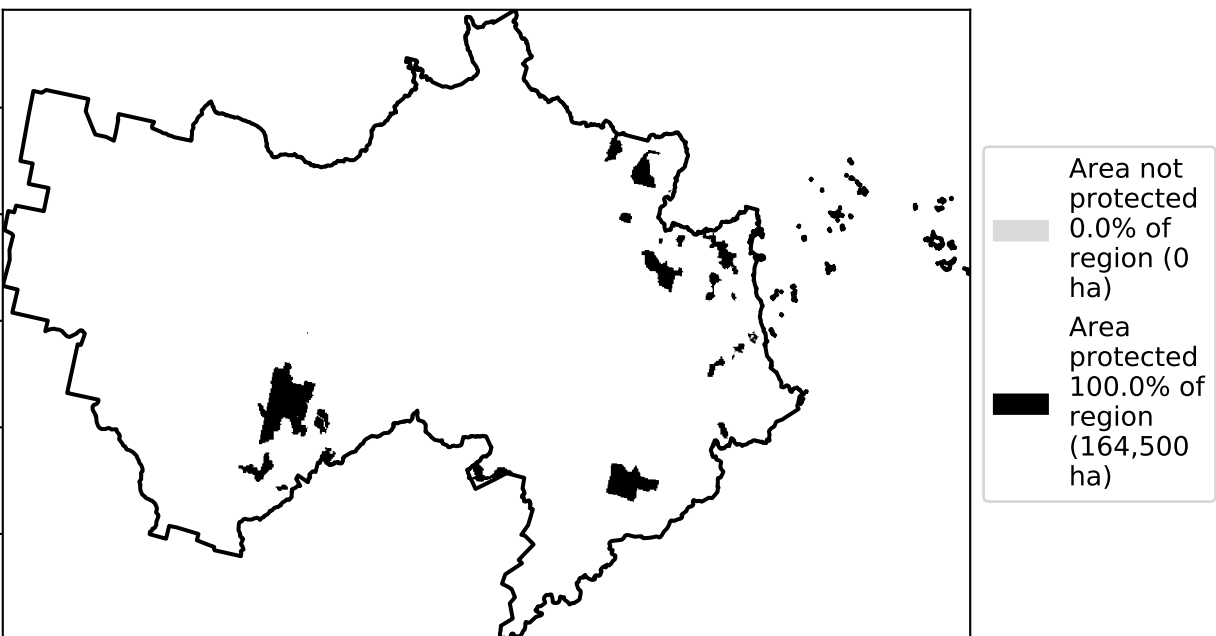 Area not
protected
0.0% of
region (0
ha)
Area
protected
100.0% of
region
(164,500
ha)